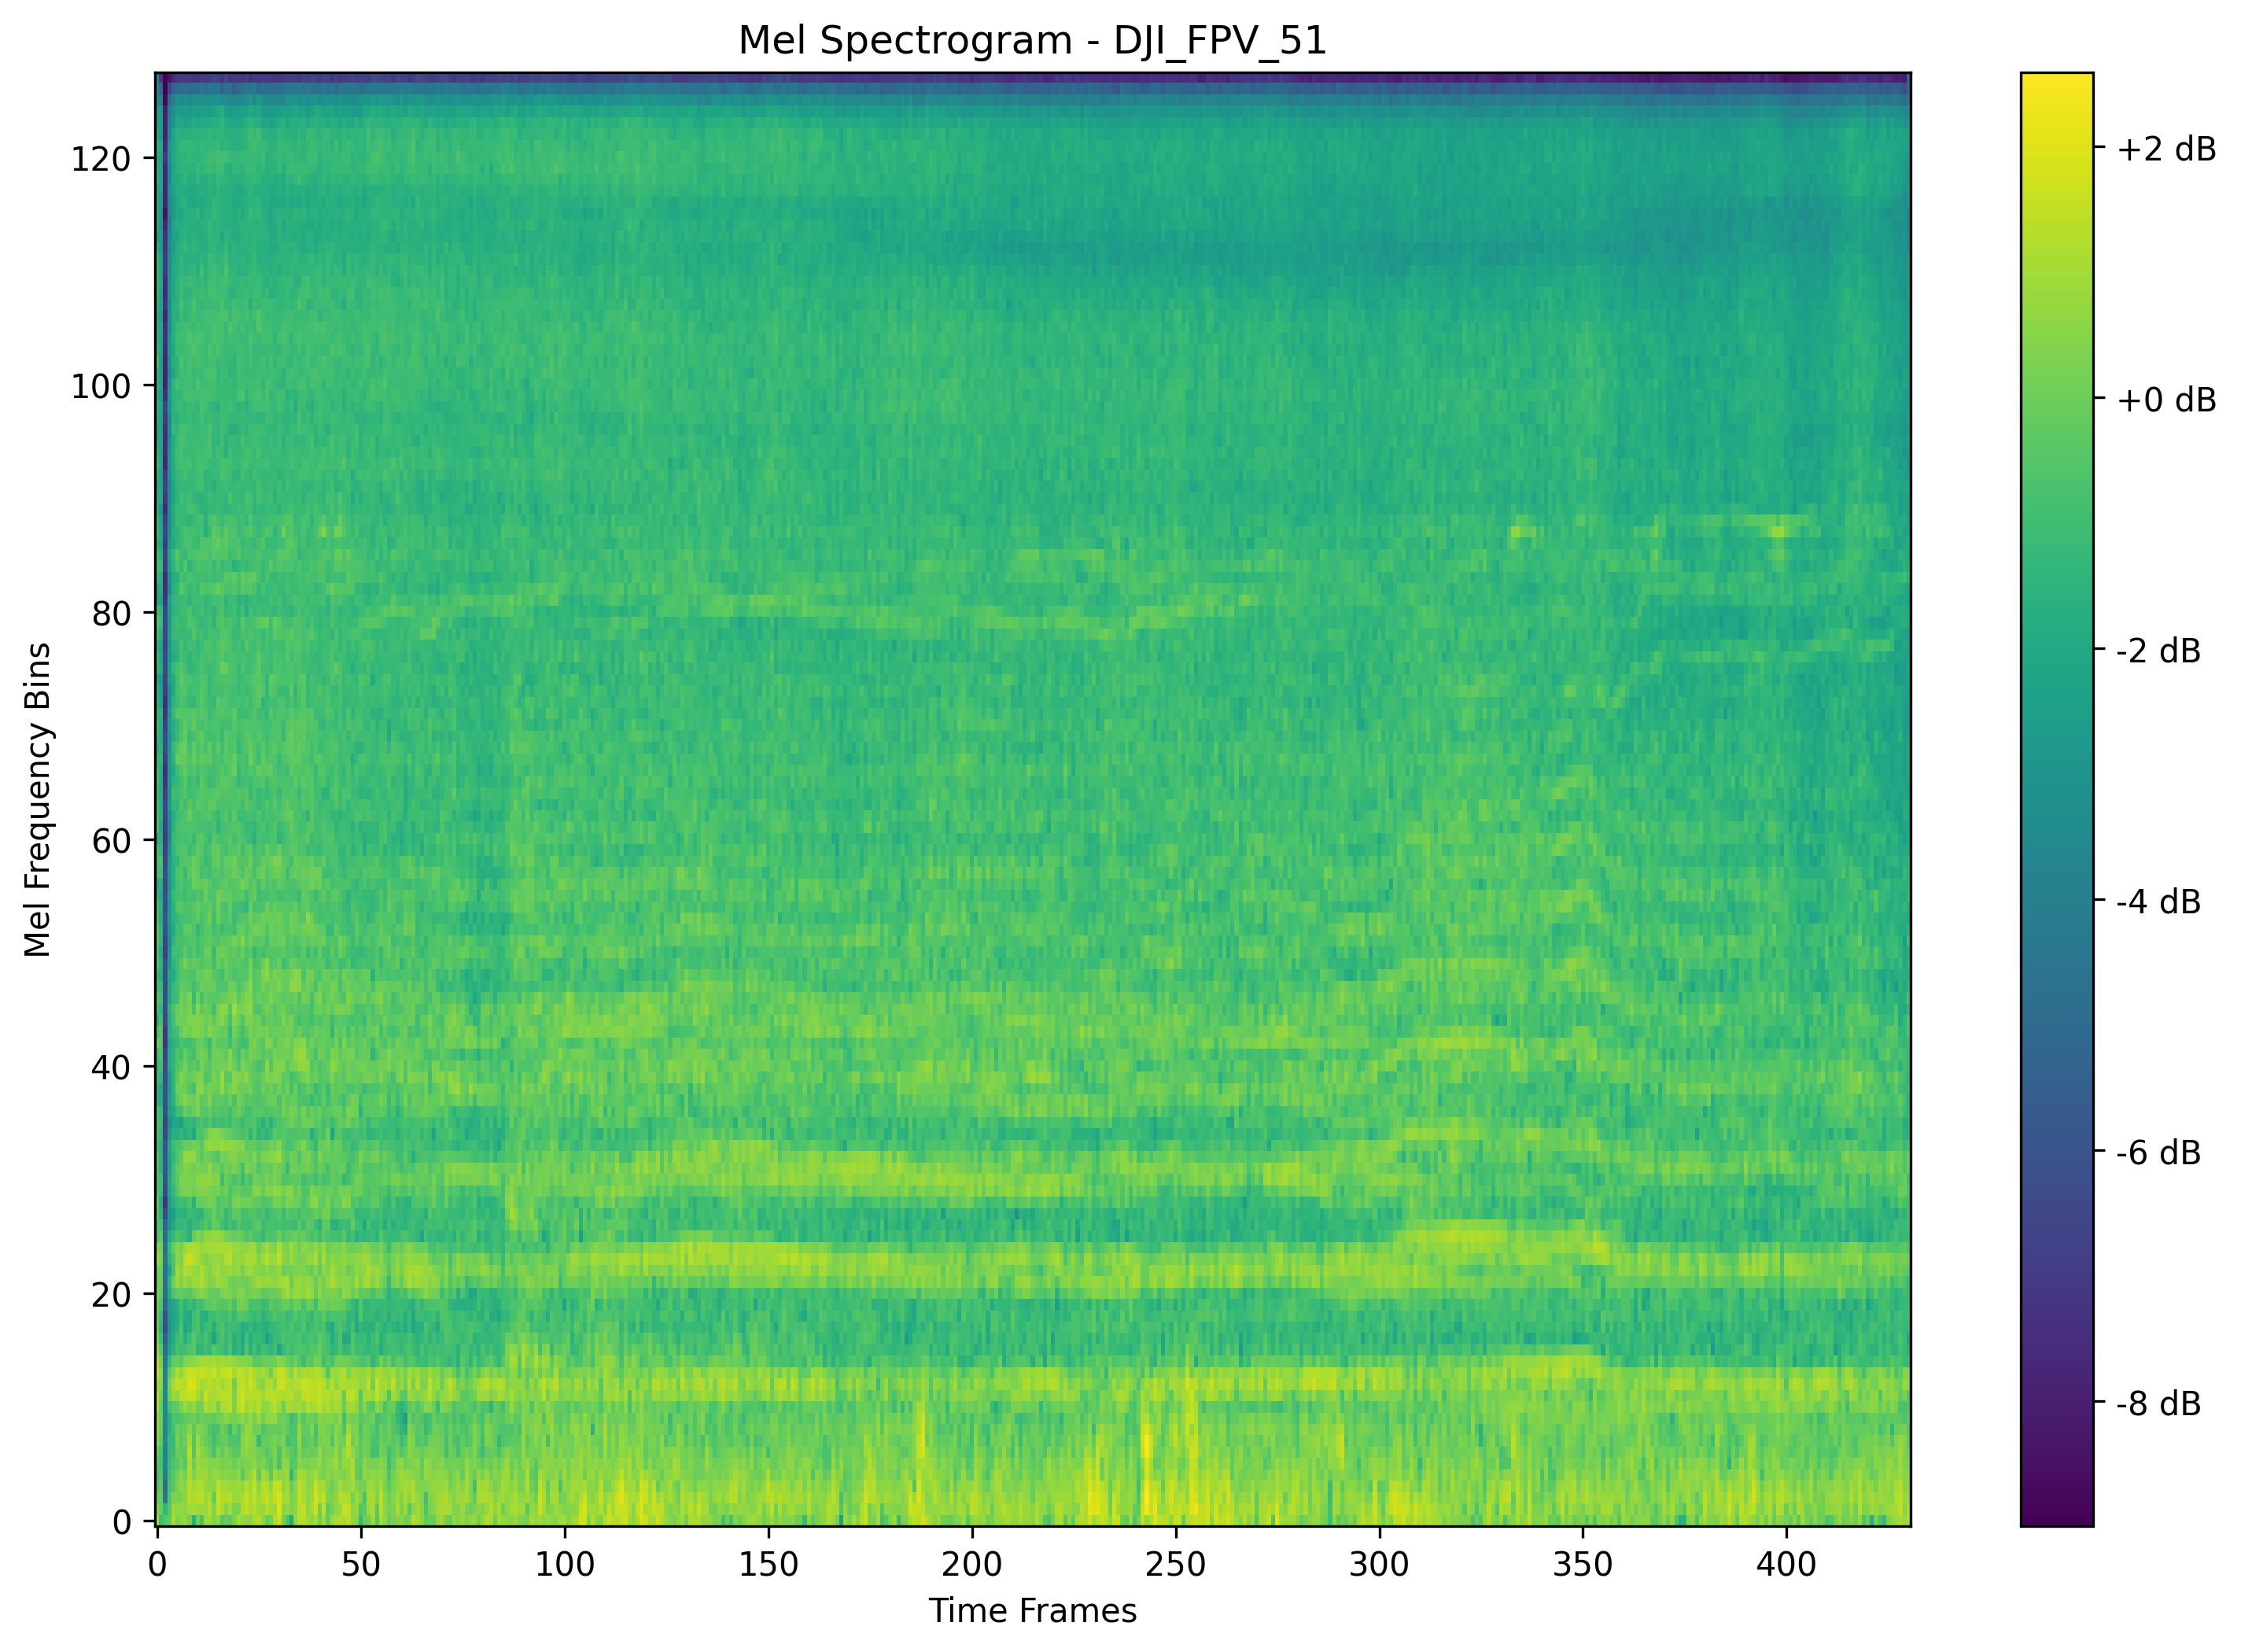 Mel Spectrogram - DJI_FPV_51
Mel Frequency Bins
120
100
80
60
40
20
0
0 50 100 150 200 250 300 350 400
Time Frames
+2 dB
+0 dB
-2 dB
-4 dB
-6 dB
-8 dB